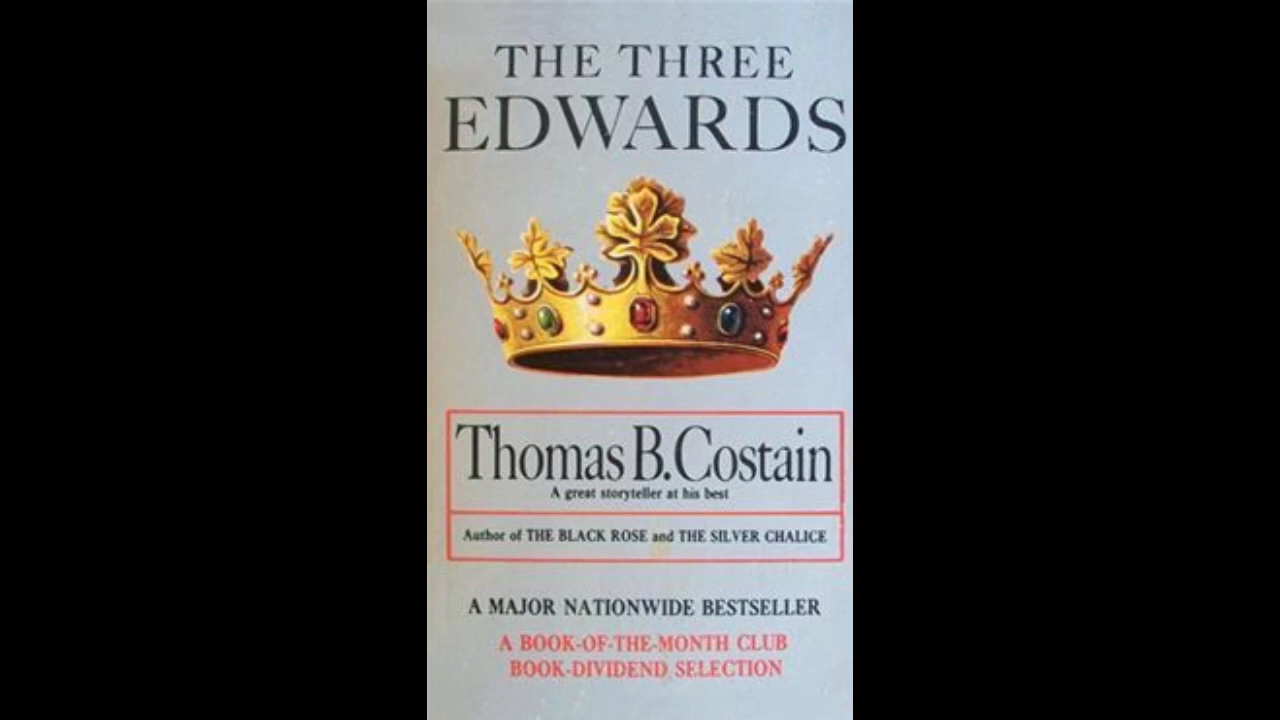 THE THREE
EDWARDS
Thomas B. Costain
A great storyteller at his best
Author of THE BLACK ROSE and THE SILVER CHALICE
A MAJOR NATIONWIDE BESTSELLER
A BOOK-OF-THE-MONTH CLUB
BOOK-DIVIDEND SELECTION